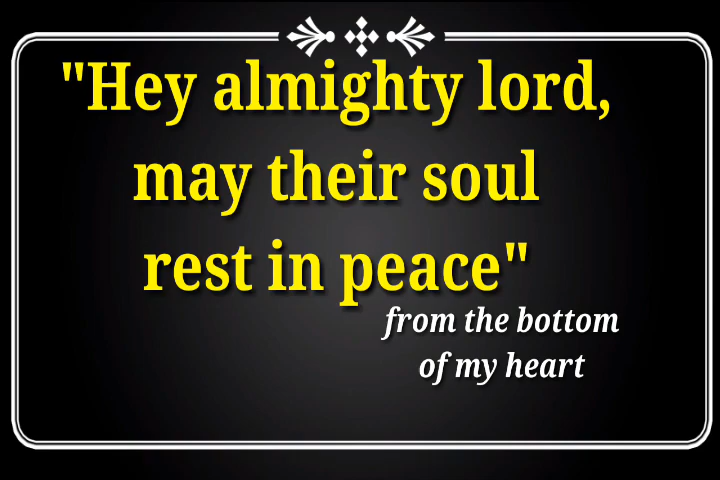 "Hey almighty lord,
may their soul
rest in peace"
from the bottom
of my heart